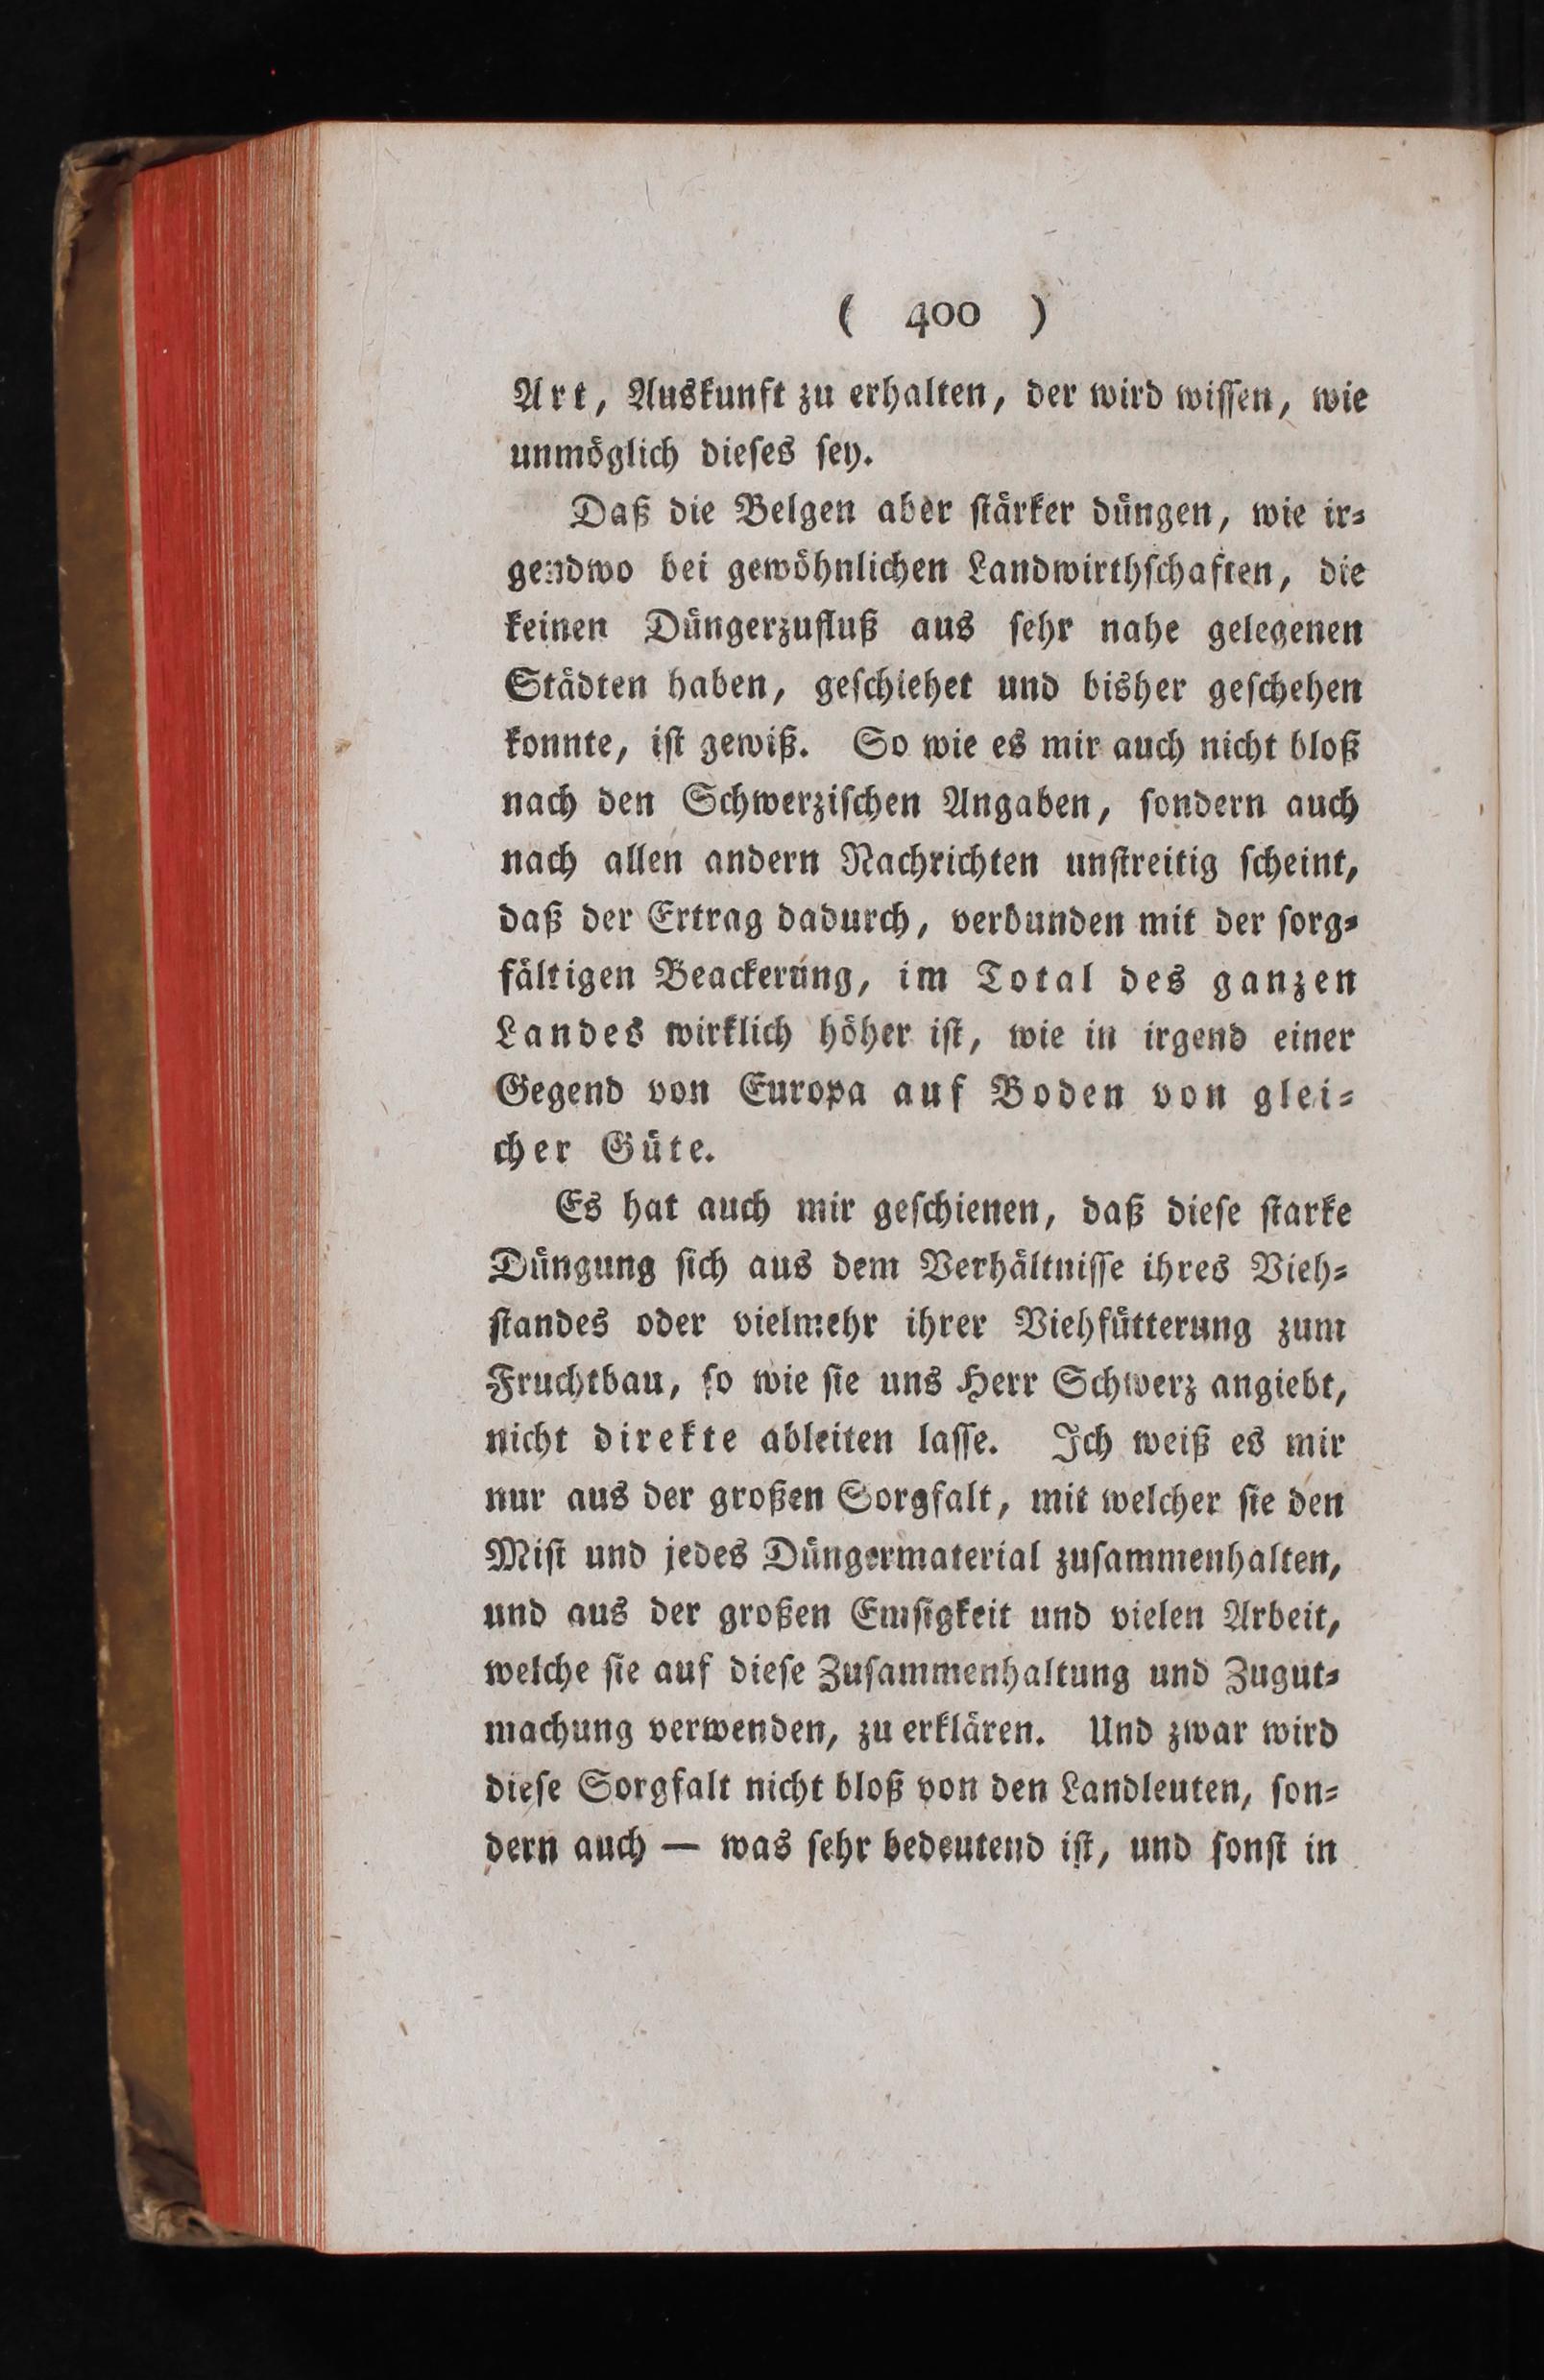 ( 400 )
Art, Auskunft zu erhalten, der wird wiſſen, wie
unmöglich dieſes ſey.
Daß die Belgen aber ſtärker düngen, wie ir⸗
gendwo bei gewöhnlichen Landwirthſchaften, die
keinen Düngerzufluß aus ſehr nahe gelegenen
Städten haben, geſchiehet und bisher geſchehen
konnte, iſt gewiß. So wie es mir auch nicht bloß
nach den Schwerziſchen Angaben, ſondern auch
nach allen andern Nachrichten unſtreitig ſcheint,
daß der Ertrag dadurch, verbunden mit der ſorg⸗
fältigen Beackerung, im Total des ganzen
Landes wirklich höher iſt, wie in irgend einer
Gegend von Europa auf Boden von glei⸗
cher Güte.
Es hat auch mir geſchienen, daß dieſe ſtarke
Düngung ſich aus dem Verhältniſſe ihres Vieh⸗
ſtandes oder vielmehr ihrer Viehfütterung zum
Fruchtbau, ſo wie ſie uns Herr Schwerz angiebt,
nicht direkte ableiten laſſe. Ich weiß es mir
nur aus der großen Sorgfalt, mit welcher ſie den
Miſt und jedes Düngermaterial zuſammenhalten,
und aus der großen Emſigkeit und vielen Arbeit,
welche ſie auf dieſe Zuſammenhaltung und Zugut⸗
machung verwenden, zu erklären. Und zwar wird
dieſe Sorgfalt nicht bloß von den Landleuten, ſon⸗
dern auch — was ſehr bedeutend iſt, und ſonſt in